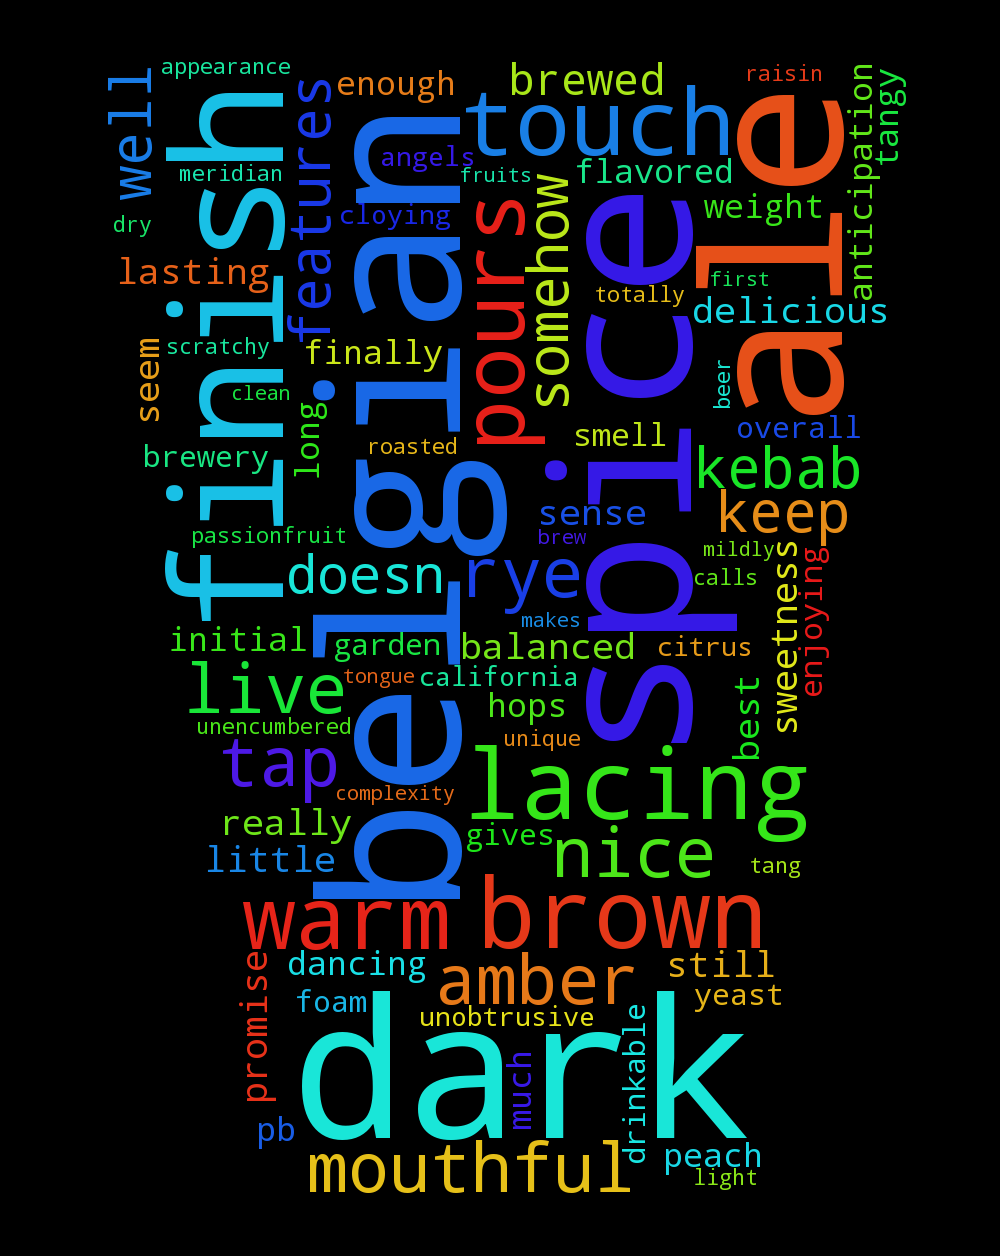 appearance
well
finish
features
enough
belgian
brewed
touch
raisin
ale
anticipation
tangy
meridian
angels
fruits
flavored
dry
cloying
pours
somehow
spice
weight
lasting
totally
first
delicious
seem
scratchy
finally
clean
long
beer
brewery
roasted
smell
overall
kebab
passionfruit
sense
keep
brew
mildly
doesn
rye
calls
sweetness
enjoying
initial
garden
makes
balanced
citrus
live
tongue
california
hops
best
unencumbered
unique
tap
complexity
lacing
really
gives
little
nice
tang
warm
brown
promise
dancing
amber
still
foam
unobtrusive
yeast
dark
much
drinkable
pb
mouthful
peach
light